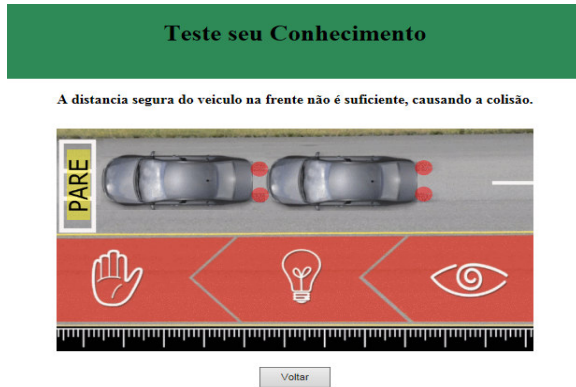 Teste seu Conhecimento
A distancia segura do veiculo na frente não é suficiente, causando a colisão.
PARE
Voltar